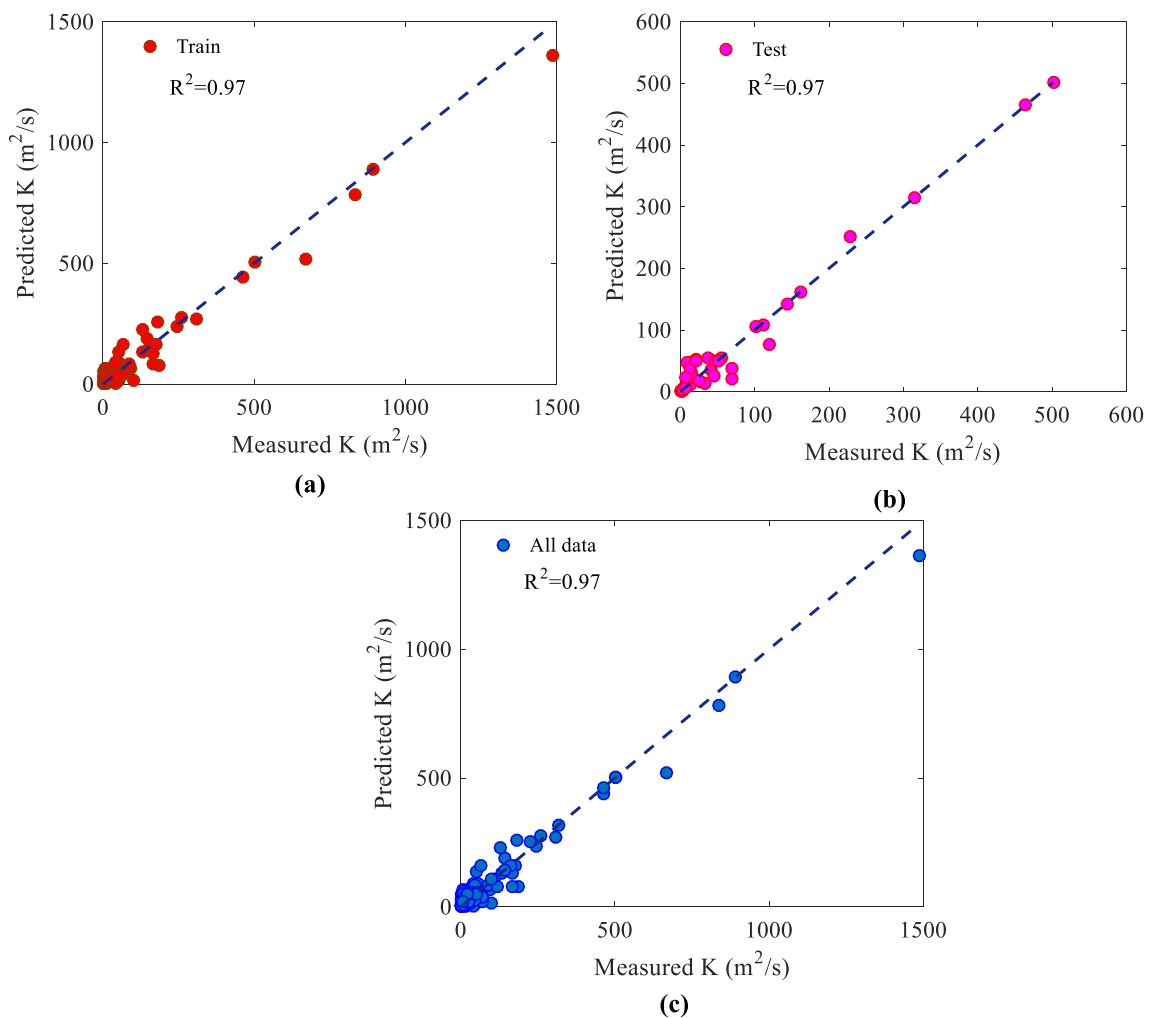 1500
1000
500
0
Train
R²=0.97
Predicted K (m²/s)
0 500 1000 1500
Measured K (m²/s)
(a)
600
500
400
300
200
100
0
Test
R²=0.97
Predicted K (m²/s)
0 100 200 300 400 500 600
Measured K (m²/s)
(b)
1500
1000
500
0
All data
R²=0.97
Predicted K (m²/s)
0 500 1000 1500
Measured K (m²/s)
(c)